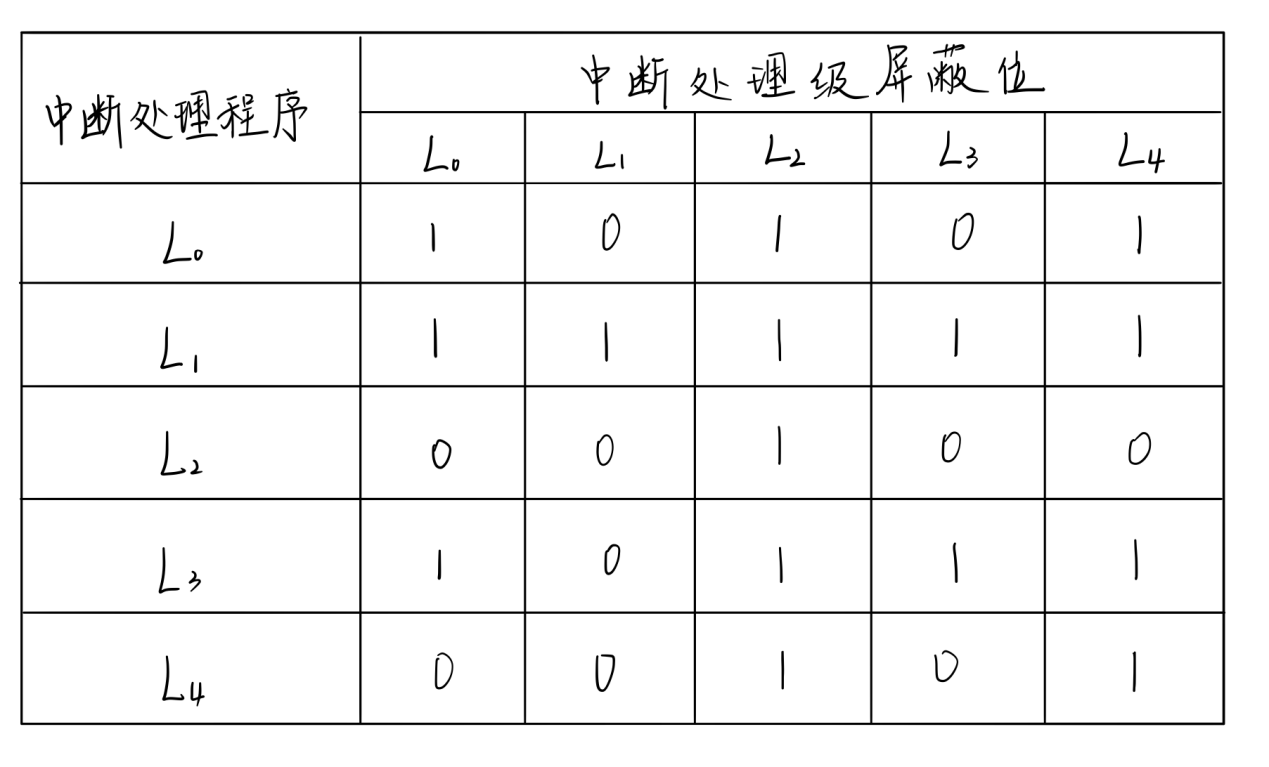 中断处理程序 中断处理级屏蔽位
L₀ L₁ L₂ L₃ L₄
L₀ 1 0 1 0 1
L₁ 1 1 1 1 1
L₂ 0 0 1 0 0
L₃ 1 0 1 1 1
L₄ 0 0 1 0 1